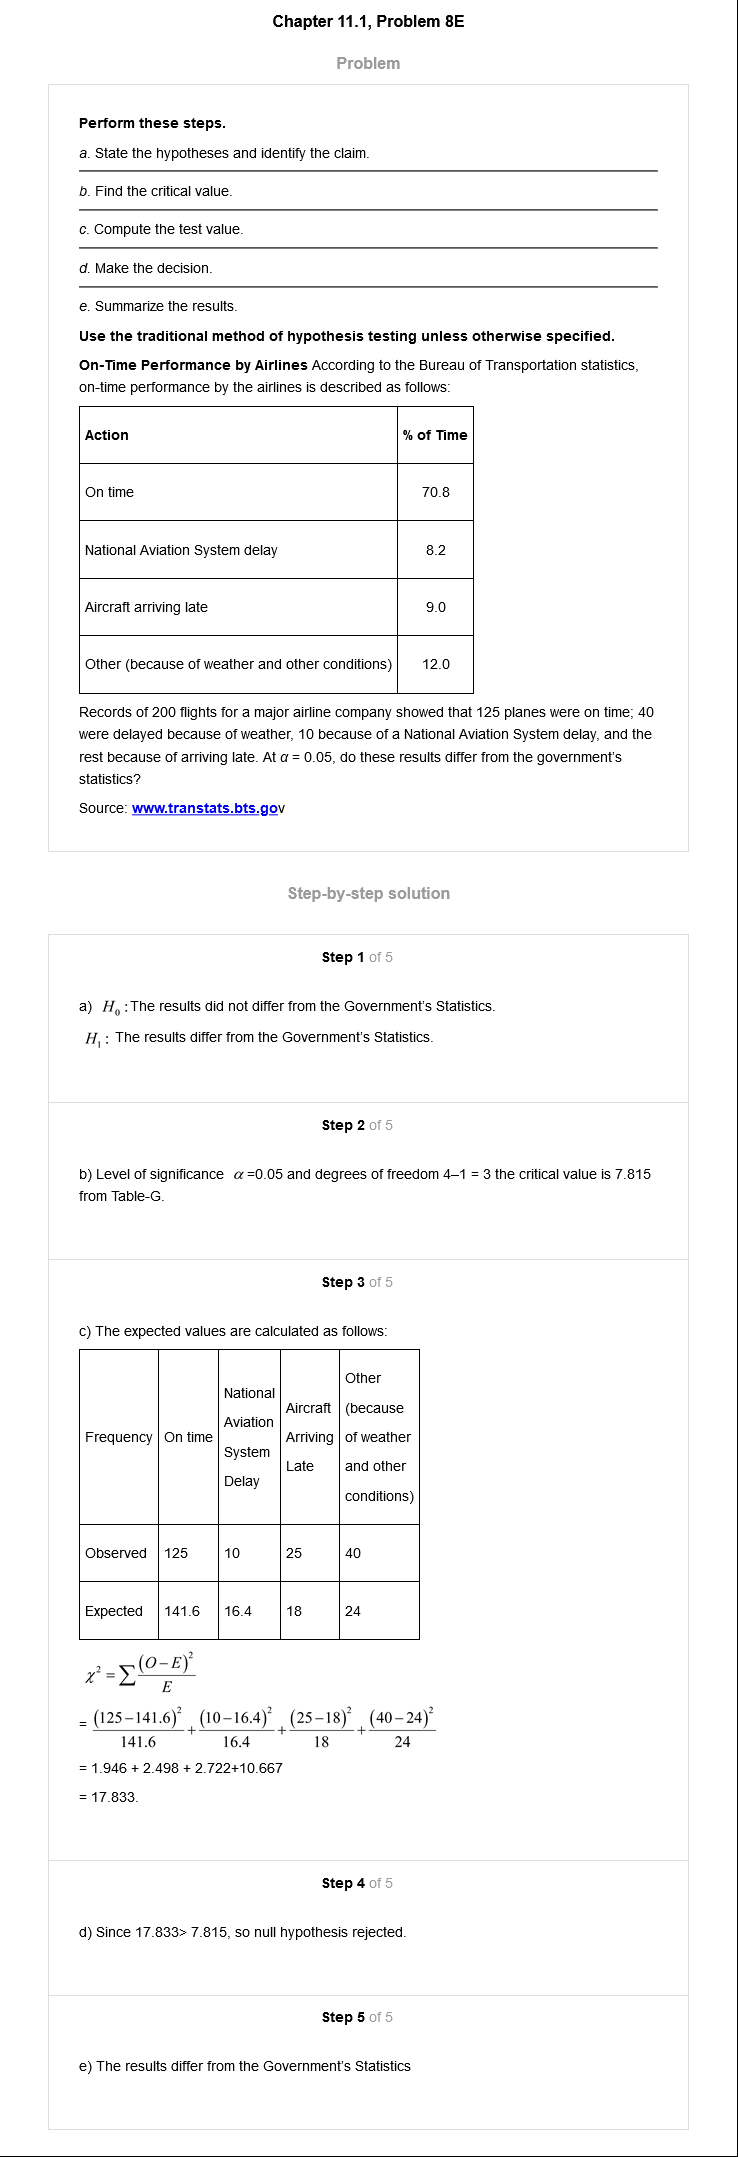 Chapter 11.1, Problem 8E
Problem
Perform these steps.
a. State the hypotheses and identify the claim.
b. Find the critical value.
c. Compute the test value.
d. Make the decision.
e. Summarize the results.
Use the traditional method of hypothesis testing unless otherwise specified.
On-Time Performance by Airlines According to the Bureau of Transportation statistics,
on-time performance by the airlines is described as follows:
Action % of Time
On time 70.8
National Aviation System delay 8.2
Aircraft arriving late 9.0
Other (because of weather and other conditions) 12.0
Records of 200 flights for a major airline company showed that 125 planes were on time; 40
were delayed because of weather, 10 because of a National Aviation System delay, and the
rest because of arriving late. At α = 0.05, do these results differ from the government's
statistics?
Source: www.transtats.bts.gov
Step-by-step solution
Step 1 of 5
a) H₀ : The results did not differ from the Government's Statistics.
H₁ : The results differ from the Government's Statistics.
Step 2 of 5
b) Level of significance α =0.05 and degrees of freedom 4–1 = 3 the critical value is 7.815
from Table-G.
Step 3 of 5
c) The expected values are calculated as follows:
Frequency On time National Aviation System Delay Aircraft Arriving Late Other (because of weather and other conditions)
Observed 125 10 25 40
Expected 141.6 16.4 18 24
χ² = ∑ (O−E)² / E
= (125−141.6)² / 141.6 + (10−16.4)² / 16.4 + (25−18)² / 18 + (40−24)² / 24
= 1.946 + 2.498 + 2.722+10.667
= 17.833.
Step 4 of 5
d) Since 17.833> 7.815, so null hypothesis rejected.
Step 5 of 5
e) The results differ from the Government's Statistics